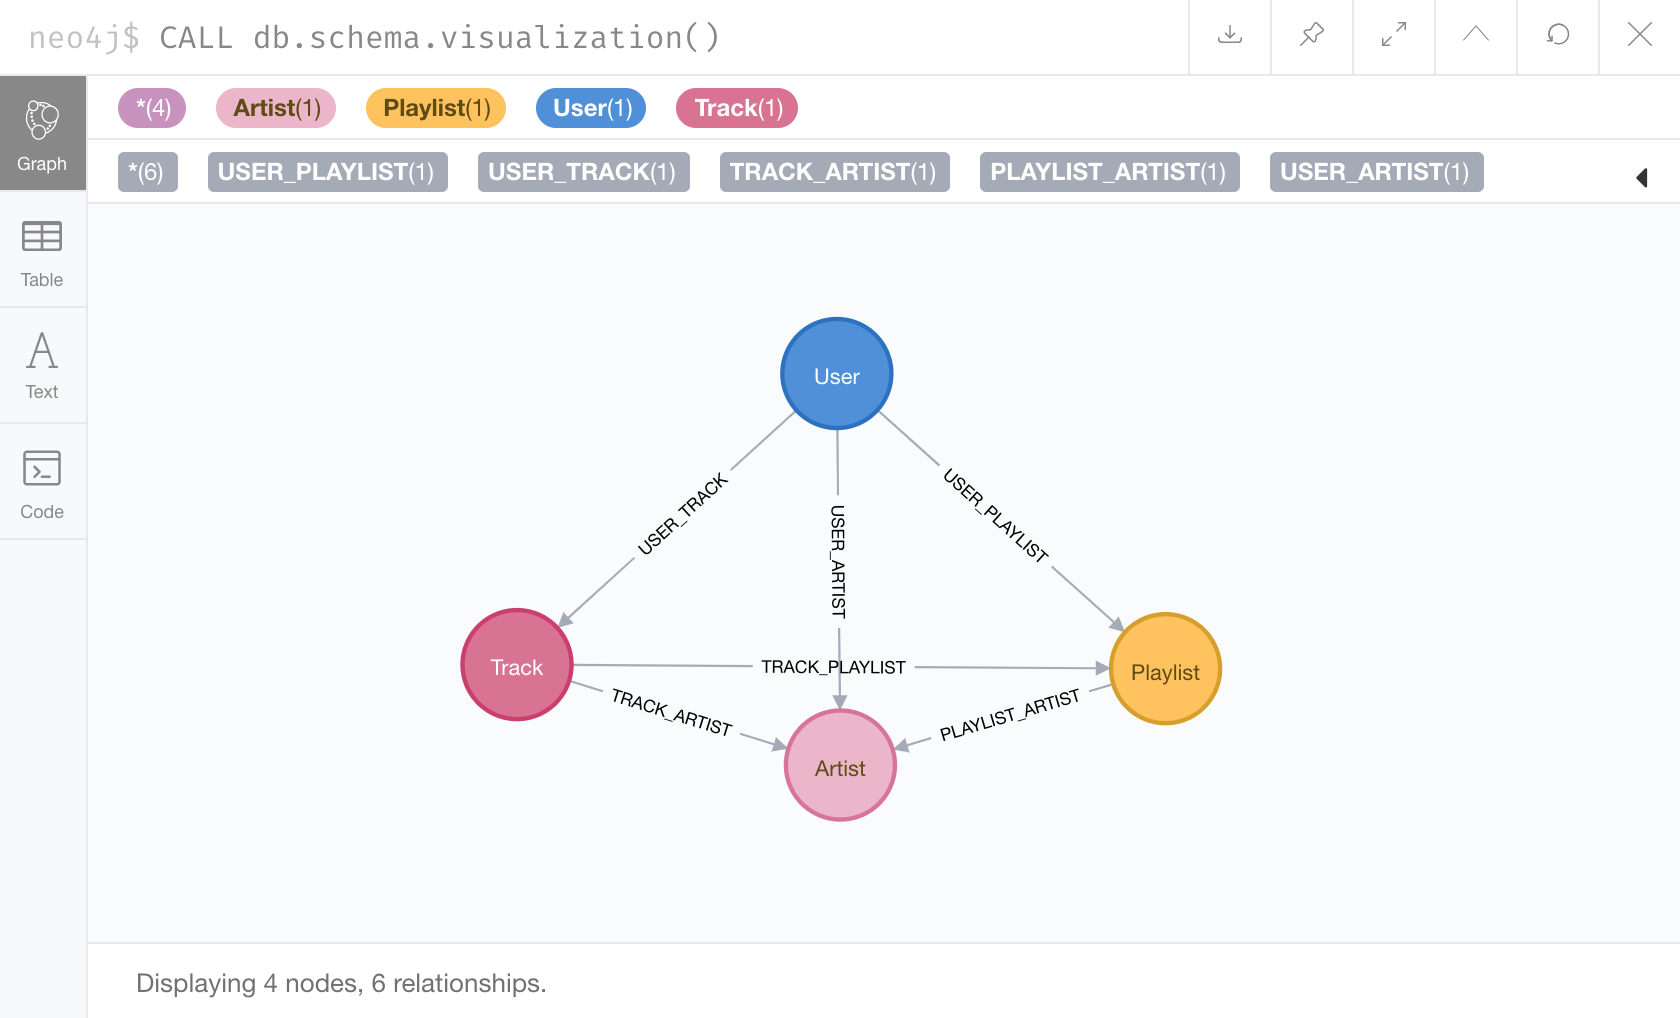 neo4j$ CALL db.schema.visualization()
*(4) Artist(1) Playlist(1) User(1) Track(1)
*(6) USER_PLAYLIST(1) USER_TRACK(1) TRACK_ARTIST(1) PLAYLIST_ARTIST(1) USER_ARTIST(1)
Graph
Table
Text
Code
User
USER_TRACK
USER_ARTIST
USER_PLAYLIST
Track
TRACK_PLAYLIST
Playlist
TRACK_ARTIST
PLAYLIST_ARTIST
Artist
Displaying 4 nodes, 6 relationships.